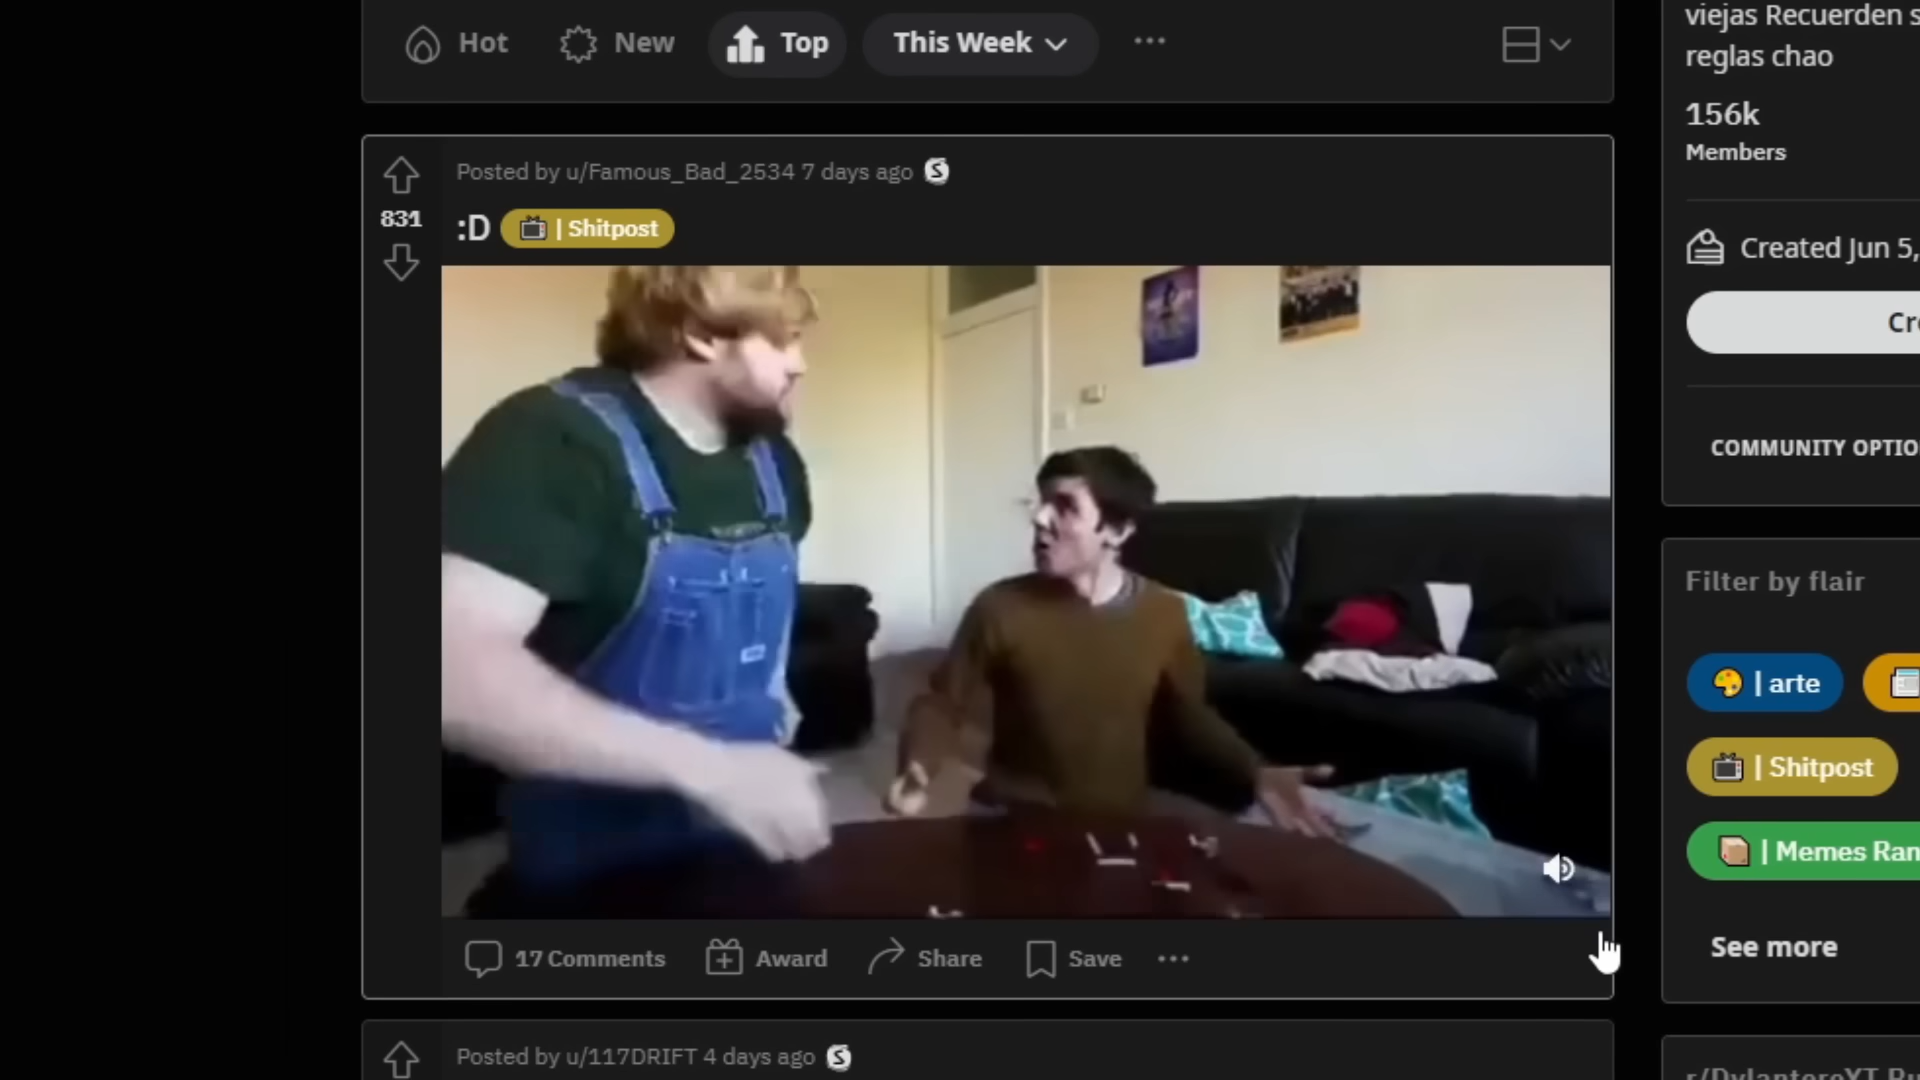 Hot
New
Top
This Week
viejas Recuerden s
reglas chao
156k
Members
Posted by u/Famous_Bad_2534 7 days ago
831
:D
| Shitpost
Created Jun 5,
Cre
COMMUNITY OPTIO
Filter by flair
| arte
| Shitpost
| Memes Ran
See more
17 Comments
Award
Share
Save
Posted by u/117DRIFT 4 days ago